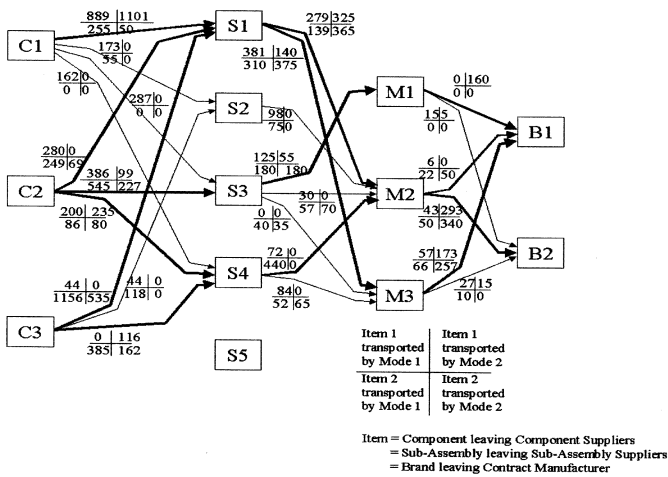 889 | 1101
255 | 50
C1
173 | 0
55 | 0
162 | 0
0 | 0
287 | 0
0 | 0
S1
279 | 325
139 | 365
381 | 140
310 | 375
S2
980
75 | 0
M1
0 | 160
0 | 0
15 | 5
0 | 0
B1
280 | 0
249 | 69
C2
386 | 99
545 | 227
200 | 235
86 | 80
S3
125 | 55
180 | 180
30 | 0
57 | 70
0 | 0
40 | 35
M2
6 | 0
22 | 50
43 | 293
50 | 340
B2
S4
72 | 0
440 | 0
84 | 0
52 | 65
M3
57 | 173
66 | 257
27 | 15
10 | 0
44 | 0
1156 | 535
44 | 0
118 | 0
C3
0 | 116
385 | 162
S5
Item 1 | Item 1
transported | transported
by Mode 1 | by Mode 2
Item 2 | Item 2
transported | transported
by Mode 1 | by Mode 2
Item = Component leaving Component Suppliers
= Sub-Assembly leaving Sub-Assembly Suppliers
= Brand leaving Contract Manufacturer